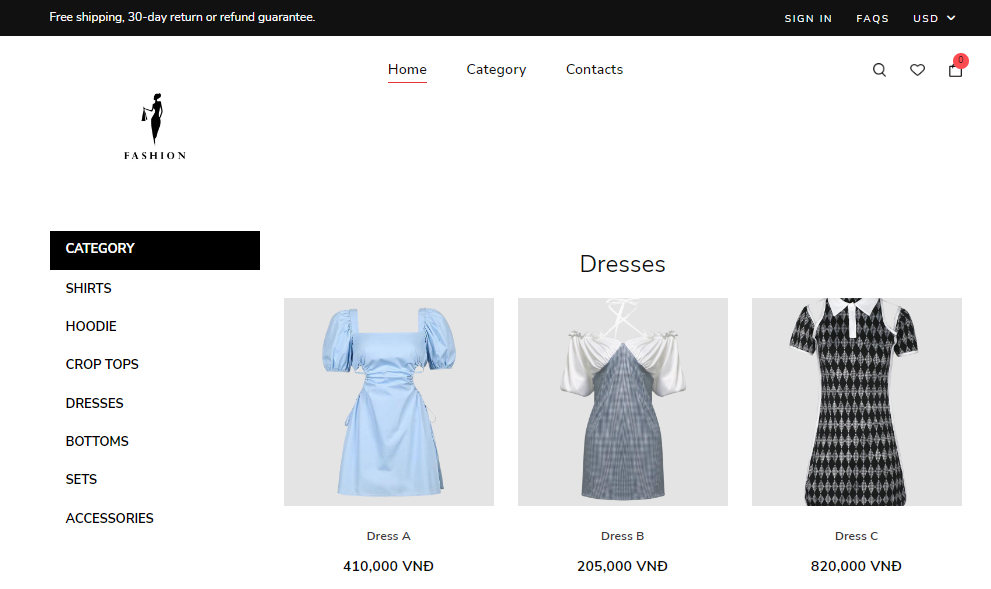 Free shipping, 30-day return or refund guarantee.
SIGN IN FAQS USD
Home Category Contacts
0
FASHION
CATEGORY
SHIRTS
HOODIE
CROP TOPS
DRESSES
BOTTOMS
SETS
ACCESSORIES
Dresses
Dress A
410,000 VNĐ
Dress B
205,000 VNĐ
Dress C
820,000 VNĐ